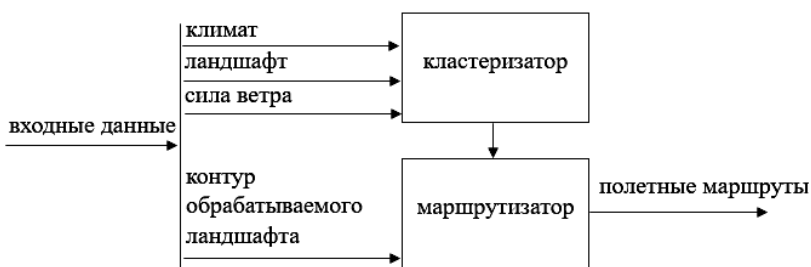 климат
ландшафт
кластеризатор
сила ветра
входные данные
контур
обрабатываемого
ландшафта
маршрутизатор
полетные маршруты